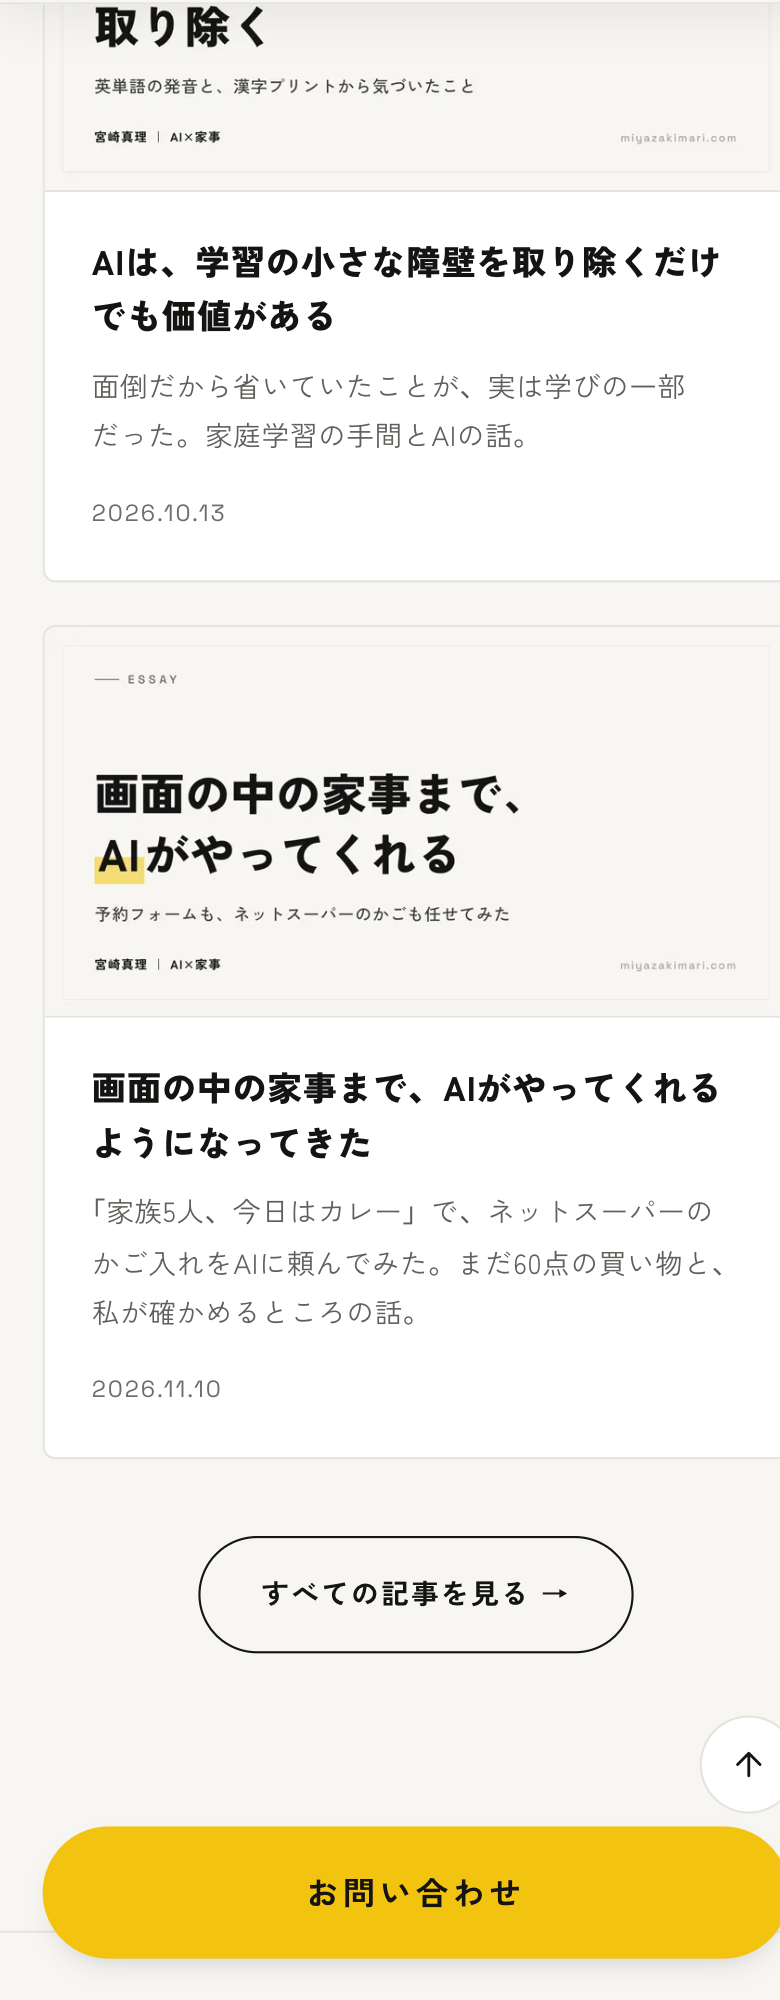 取り除く
英単語の発音と、漢字プリントから気づいたこと
宮崎真理 | AI×家事
miyazakimari.com
AIは、学習の小さな障壁を取り除くだけ
でも価値がある
面倒だから省いていたことが、実は学びの一部
だった。家庭学習の手間とAIの話。
2026.10.13
ESSAY
画面の中の家事まで、
AIがやってくれる
予約フォームも、ネットスーパーのかごも任せてみた
宮崎真理 | AI×家事
miyazakimari.com
画面の中の家事まで、AIがやってくれる
ようになってきた
「家族5人、今日はカレー」で、ネットスーパーの
かご入れをAIに頼んでみた。まだ60点の買い物と、
私が確かめるところの話。
2026.11.10
すべての記事を見る →
お問い合わせ